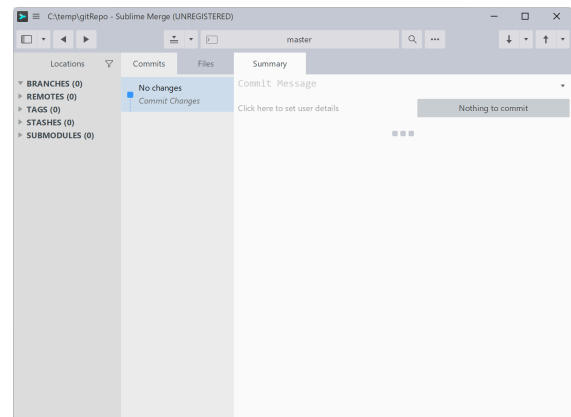 C:\temp\gitRepo - Sublime Merge (UNREGISTERED)
master
Locations
Commits
Files
Summary
BRANCHES (0)
REMOTES (0)
TAGS (0)
STASHES (0)
SUBMODULES (0)
No changes
Commit Changes
Commit Message
Click here to set user details
Nothing to commit